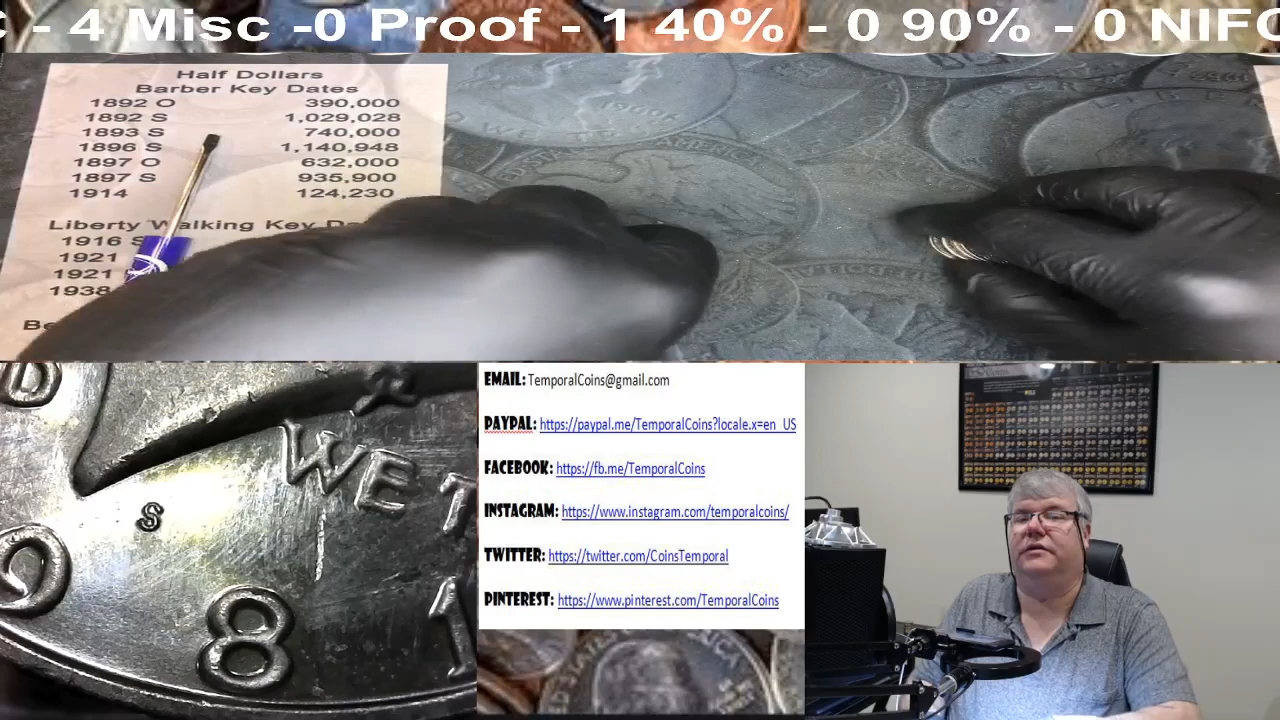 - 4 Misc -0 Proof - 1 40% - 0 90% - 0 NIFC
Half Dollars
Barber Key Dates
1892 O 390,000
1892 S 1,029,028
1893 S 740,000
1896 S 1,140,948
1897 O 632,000
1897 S 935,900
1914 124,230
Liberty Walking Key
1916 S
1921
1921
1938
WE
S
9 8 1
EMAIL: TemporalCoins@gmail.com
PAYPAL: https://paypal.me/TemporalCoins?locale.x=en_US
FACEBOOK: https://fb.me/TemporalCoins
INSTAGRAM: https://www.instagram.com/temporalcoins/
TWITTER: https://twitter.com/CoinsTemporal
PINTEREST: https://www.pinterest.com/TemporalCoins